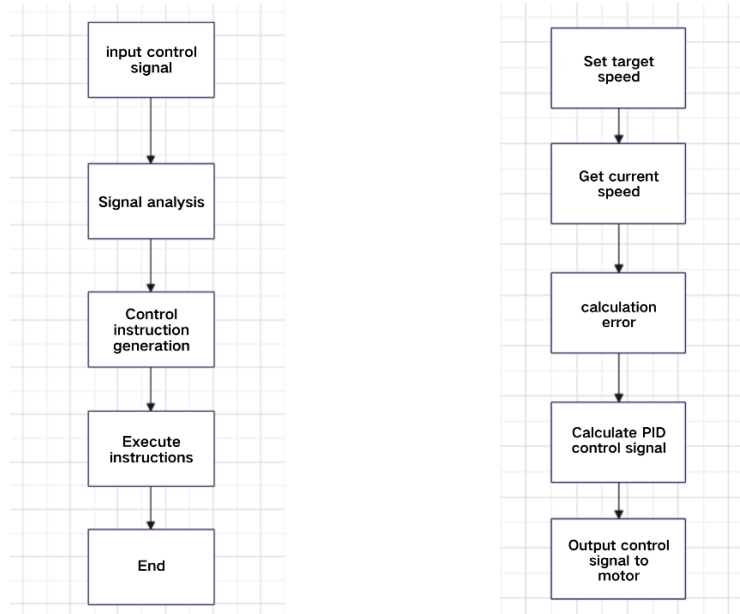 input control
signal
Signal analysis
Control
instruction
generation
Execute
instructions
End
Set target
speed
Get current
speed
calculation
error
Calculate PID
control signal
Output control
signal to
motor